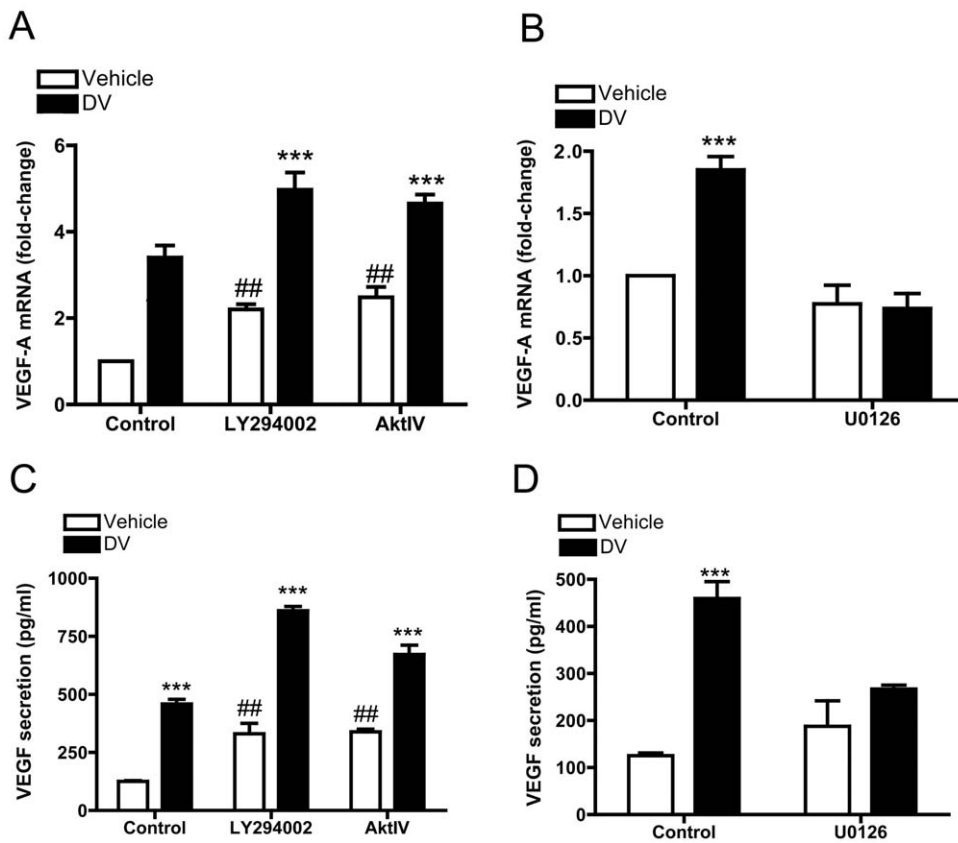 A
Vehicle
DV
VEGF-A mRNA (fold-change)
6
4
2
0
***
***
##
##
Control
LY294002
AktIV
B
Vehicle
DV
VEGF-A mRNA (fold-change)
2.0
1.5
1.0
0.5
0.0
***
Control
U0126
C
Vehicle
DV
VEGF secretion (pg/ml)
1000
750
500
250
0
***
***
***
##
##
Control
LY294002
AktIV
D
Vehicle
DV
VEGF secretion (pg/ml)
500
400
300
200
100
0
***
Control
U0126